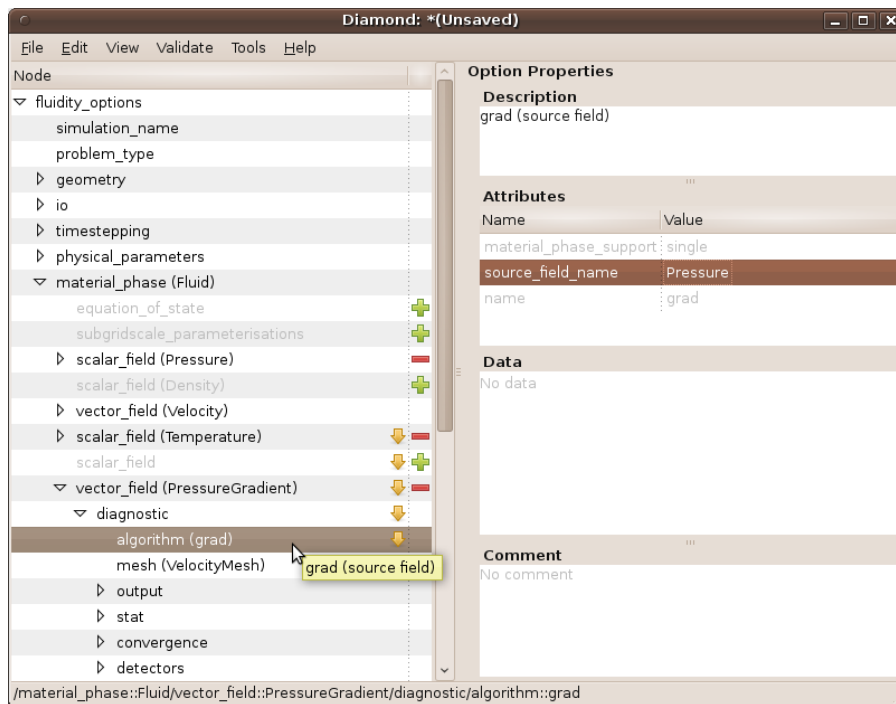 Diamond: *(Unsaved)
File Edit View Validate Tools Help
Node
fluidity_options
simulation_name
problem_type
geometry
io
timestepping
physical_parameters
material_phase (Fluid)
equation_of_state
subgridscale_parameterisations
scalar_field (Pressure)
scalar_field (Density)
vector_field (Velocity)
scalar_field (Temperature)
scalar_field
vector_field (PressureGradient)
diagnostic
algorithm (grad)
mesh (VelocityMesh)
grad (source field)
output
stat
convergence
detectors
Option Properties
Description
grad (source field)
Attributes
Name Value
material_phase_support single
source_field_name Pressure
name grad
Data
No data
Comment
No comment
/material_phase::Fluid/vector_field::PressureGradient/diagnostic/algorithm::grad